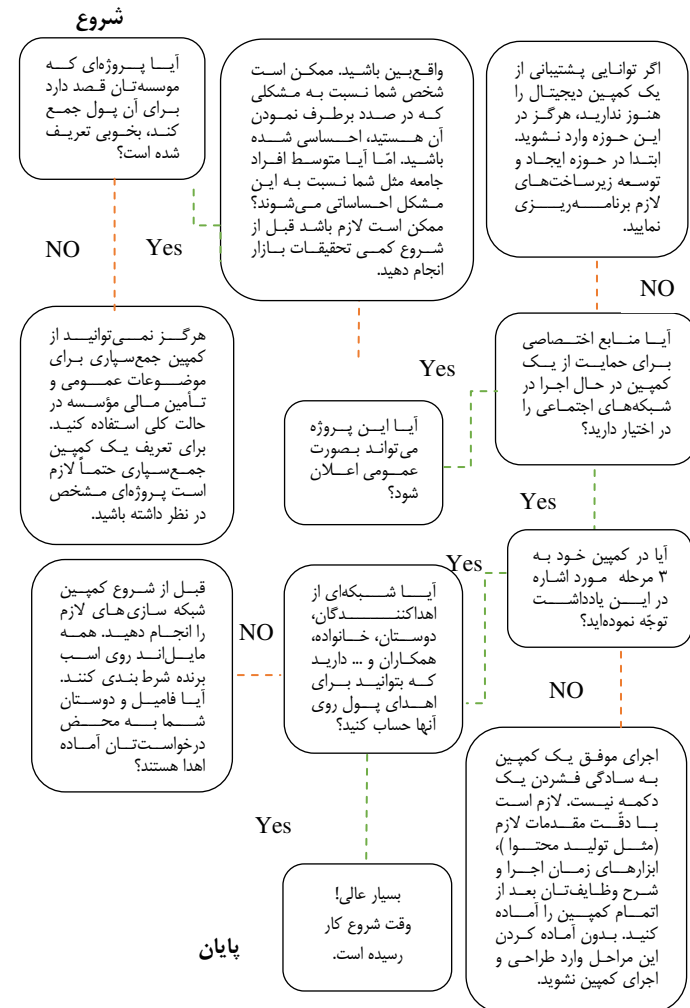 شروع
آیا پروژه‌ای که
موسسه‌تان قصد دارد
برای آن پول جمع
کند، بخوبی تعریف
شده است؟
NO
Yes
واقع‌بین باشید. ممکن است
شخص شما نسبت به مشکلی
که در صدد برطرف نمودن
آن هستید، احساسی شده
باشید. امّا آیا متوسط افراد
جامعه مثل شما نسبت به این
مشکل احساساتی می‌شوند؟
ممکن است لازم باشد قبل از
شروع کمی تحقیقات بازار
انجام دهید.
اگر توانایی پشتیبانی از
یک کمپین دیجیتال را
هنوز ندارید، هرگز در
این حوزه وارد نشوید.
ابتدا در حوزه ایجاد و
توسعه زیرساخت‌های
لازم برنامه‌ریزی
نمایید.
NO
هرگز نمی‌توانید از
کمپین جمع‌سپاری برای
موضوعات عمومی و
تأمین مالی مؤسسه در
حالت کلی استفاده کنید.
برای تعریف یک کمپین
جمع‌سپاری حتماً لازم
است پروژه‌ای مشخص
در نظر داشته باشید.
Yes
آیا این پروژه
می‌تواند بصورت
عمومی اعلان
شود؟
آیا منابع اختصاصی
برای حمایت از یک
کمپین در حال اجرا در
شبکه‌های اجتماعی را
در اختیار دارید؟
Yes
آیا در کمپین خود به
۳ مرحله مورد اشاره
در این یادداشت
توجّه نموده‌اید؟
Yes
NO
قبل از شروع کمپین
شبکه سازی های لازم
را انجام دهید. همه
مایل‌اند روی اسب
برنده شرط بندی کنند.
آیا فامیل و دوستان
شما به محض
درخواست‌تان آماده
اهدا هستند؟
NO
آیا شبکه‌ای از
اهداکنندگان،
دوستان، خانواده،
همکاران و ... دارید
که بتوانید برای
اهدای پول روی
آنها حساب کنید؟
Yes
اجرای موفق یک کمپین
به سادگی فشردن یک
دکمه نیست. لازم است
با دقّت مقدمات لازم
(مثل تولید محتوا )،
ابزارهای زمان اجرا و
شرح وظایف‌تان بعد از
اتمام کمپین را آماده
کنید. بدون آماده کردن
این مراحل وارد طراحی و
اجرای کمپین نشوید.
بسیار عالی!
وقت شروع کار
رسیده است.
پایان